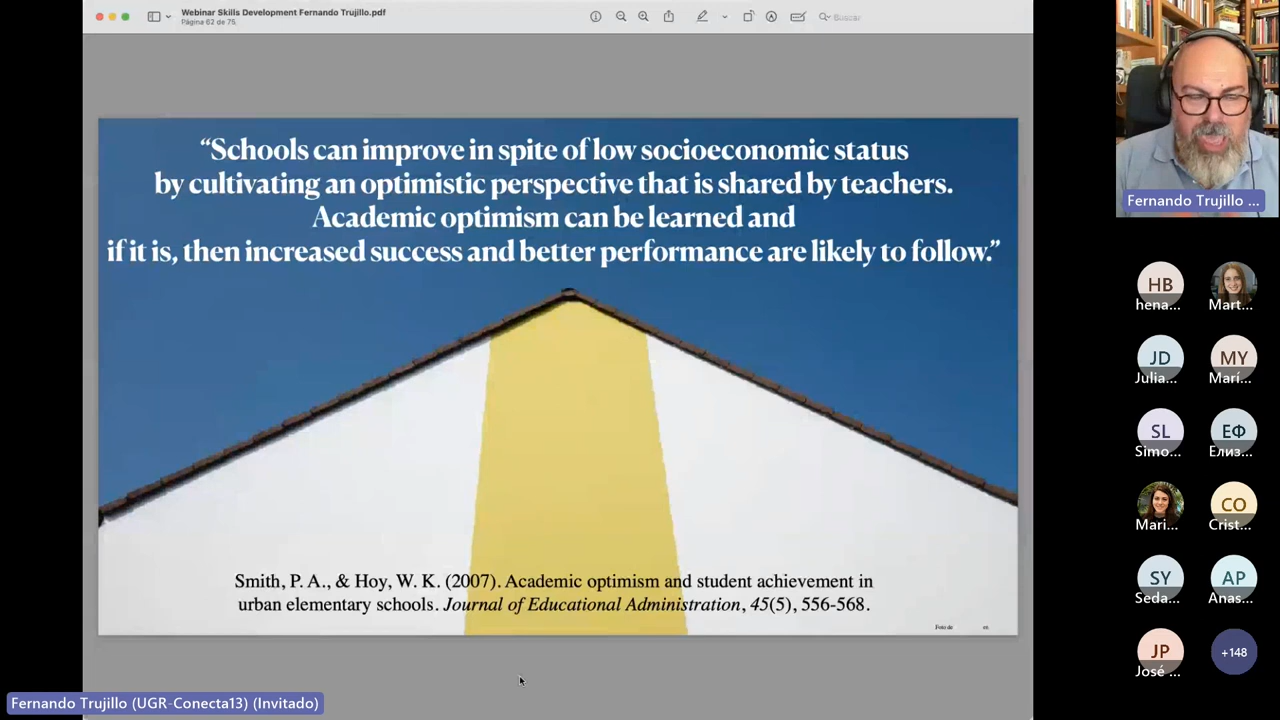 Webinar Skills Development Fernando Trujillo.pdf
Página 62 de 75.
Buscar
“Schools can improve in spite of low socioeconomic status
by cultivating an optimistic perspective that is shared by teachers.
Academic optimism can be learned and
if it is, then increased success and better performance are likely to follow.”
Smith, P. A., & Hoy, W. K. (2007). Academic optimism and student achievement in
urban elementary schools. Journal of Educational Administration, 45(5), 556-568.
Foto de en
Fernando Trujillo (UGR-Conecta13) (Invitado)
Fernando Trujillo ...
HB
hena...
Mart...
JD
Julia...
MY
Marí...
SL
Simo...
ЕФ
Елиз...
Mari...
CO
Crist...
SY
Seda...
AP
Anas...
JP
José ...
+148